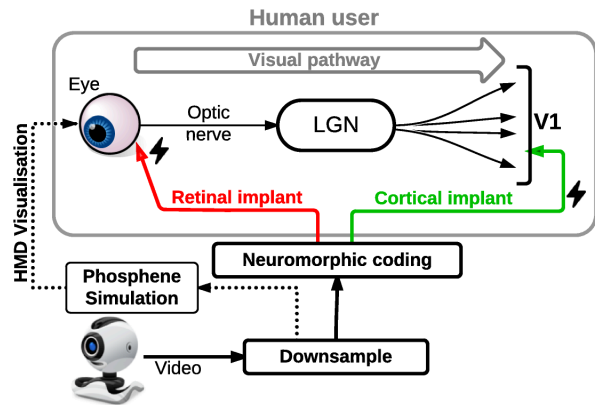 Human user
Visual pathway
Eye
Optic
nerve
LGN
V1
HMD Visualisation
Retinal implant
Cortical implant
Neuromorphic coding
Phosphene
Simulation
Video
Downsample